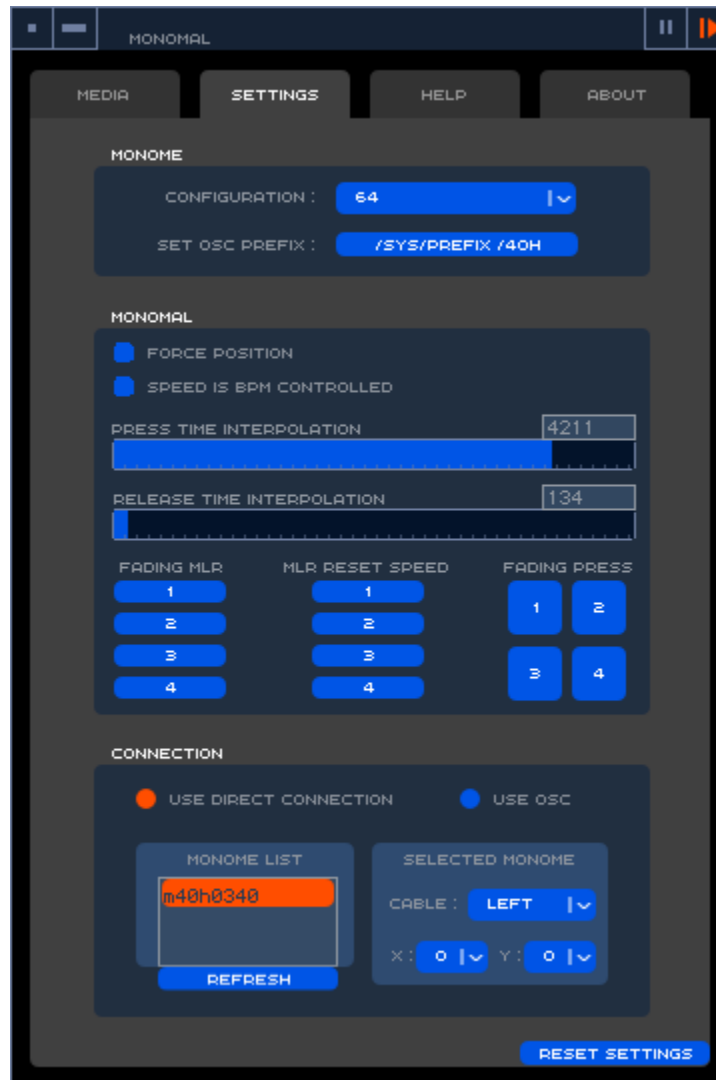 MONOMAL
MEDIA SETTINGS HELP ABOUT
MONOME
CONFIGURATION : 64
SET OSC PREFIX : /SYS/PREFIX /40H
MONOMAL
FORCE POSITION
SPEED IS BPM CONTROLLED
PRESS TIME INTERPOLATION 4211
RELEASE TIME INTERPOLATION 134
FADING MLR MLR RESET SPEED FADING PRESS
1 1 1 2
2 2
3 3 3 4
4 4
CONNECTION
USE DIRECT CONNECTION USE OSC
MONOME LIST SELECTED MONOME
m40h0340
CABLE : LEFT
X : 0 Y : 0
REFRESH
RESET SETTINGS